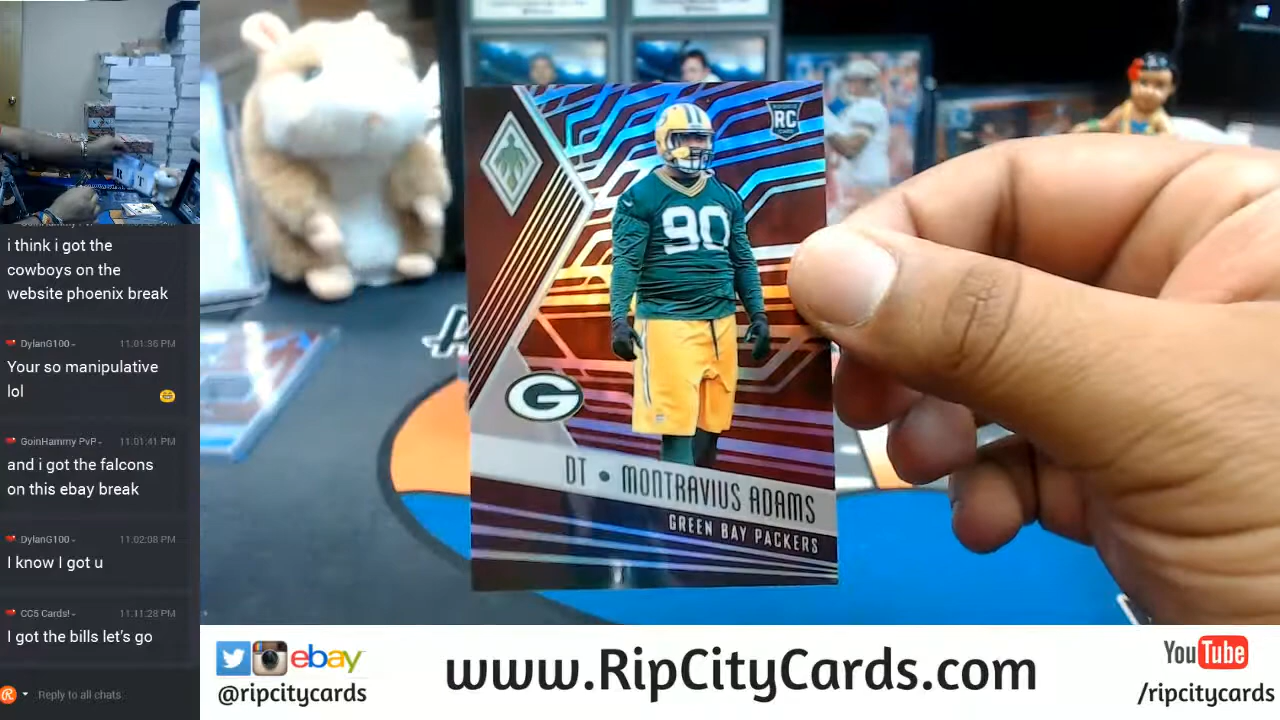 i think i got the
cowboys on the
website phoenix break
DylanG100 11:01:36 PM
Your so manipulative
lol
GoinHammy PvP 11:01:41 PM
and i got the falcons
on this ebay break
DylanG100 11:02:08 PM
I know I got u
CC5 Cards! 11:11:28 PM
I got the bills let's go
Reply to all chats
RC
G
90
DT • MONTRAVIUS ADAMS
GREEN BAY PACKERS
ebay
@ripcitycards
www.RipCityCards.com
YouTube
/ripcitycards